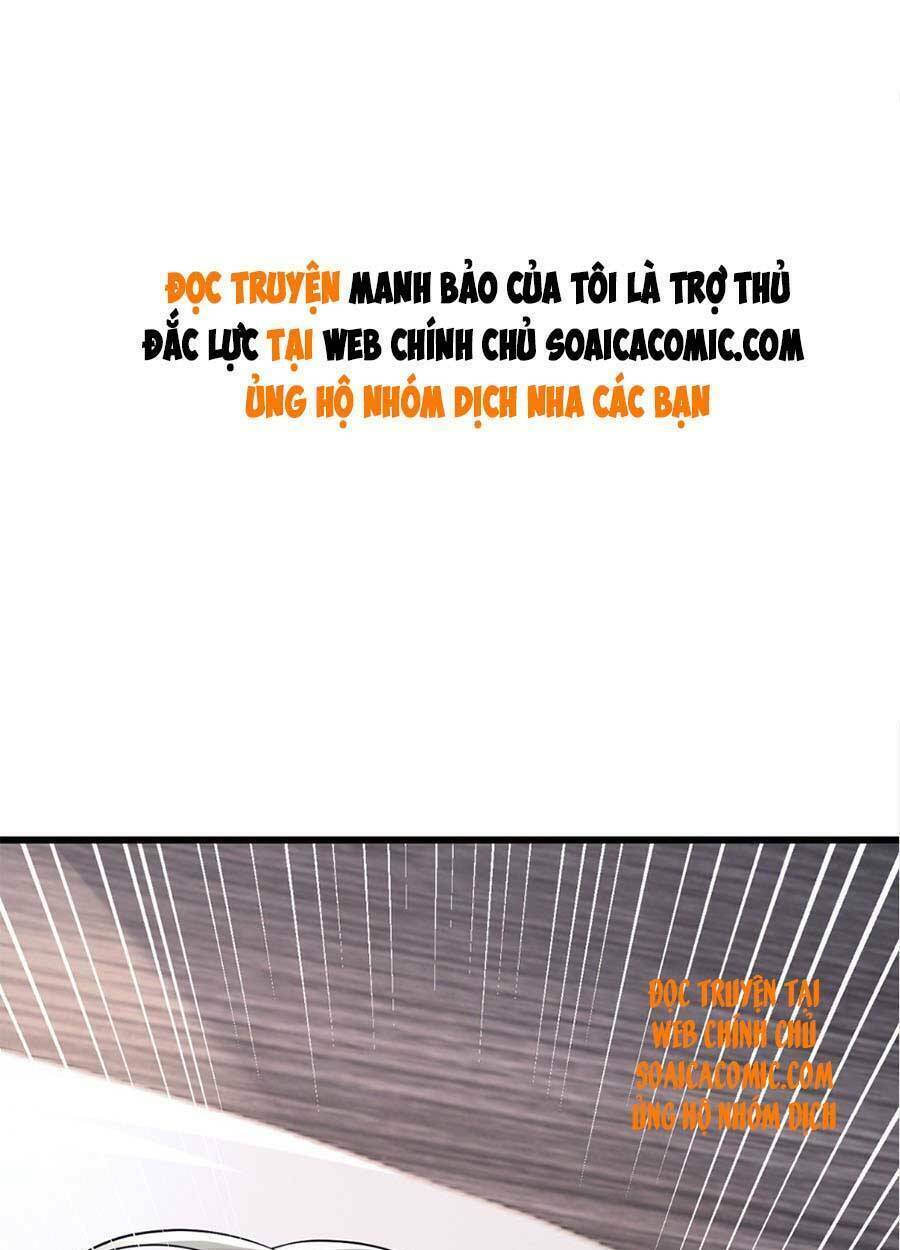 ĐỌC TRUYỆN MANH BẢO CỦA TÔI LÀ TRỢ THỦ
ĐẮC LỰC TẠI WEB CHÍNH CHỦ SOAICACOMIC.COM
ỦNG HỘ NHÓM DỊCH NHA CÁC BẠN
ĐỌC TRUYỆN TẠI
WEB CHÍNH CHỦ
SOAICACOMIC.COM
ỦNG HỘ NHÓM DỊCH